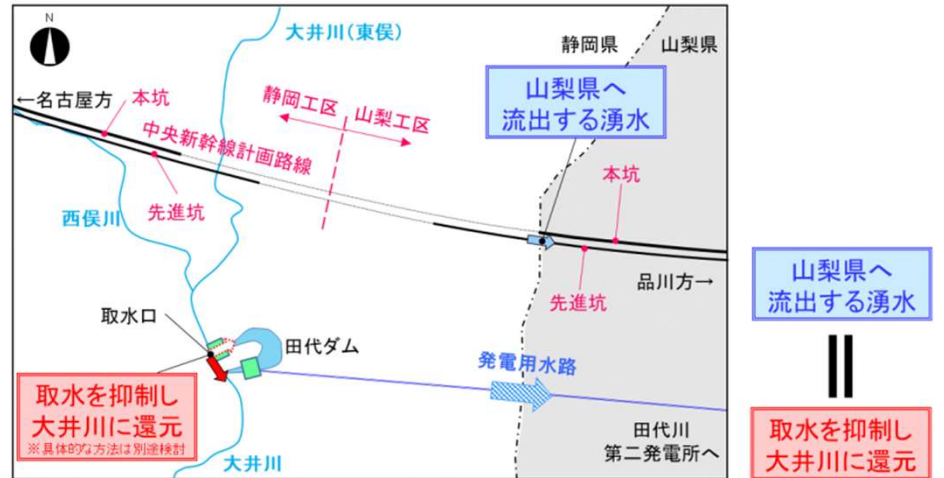 N
大井川(東俣)
静岡県
山梨県
山梨県へ
流出する湧水
←名古屋方
本坑
静岡工区
山梨工区
中央新幹線計画路線
先進坑
西俣川
本坑
先進坑
品川方→
取水口
田代ダム
発電用水路
取水を抑制し
大井川に還元
※具体的な方法は別途検討
大井川
田代川
第二発電所へ
山梨県へ
流出する湧水
取水を抑制し
大井川に還元